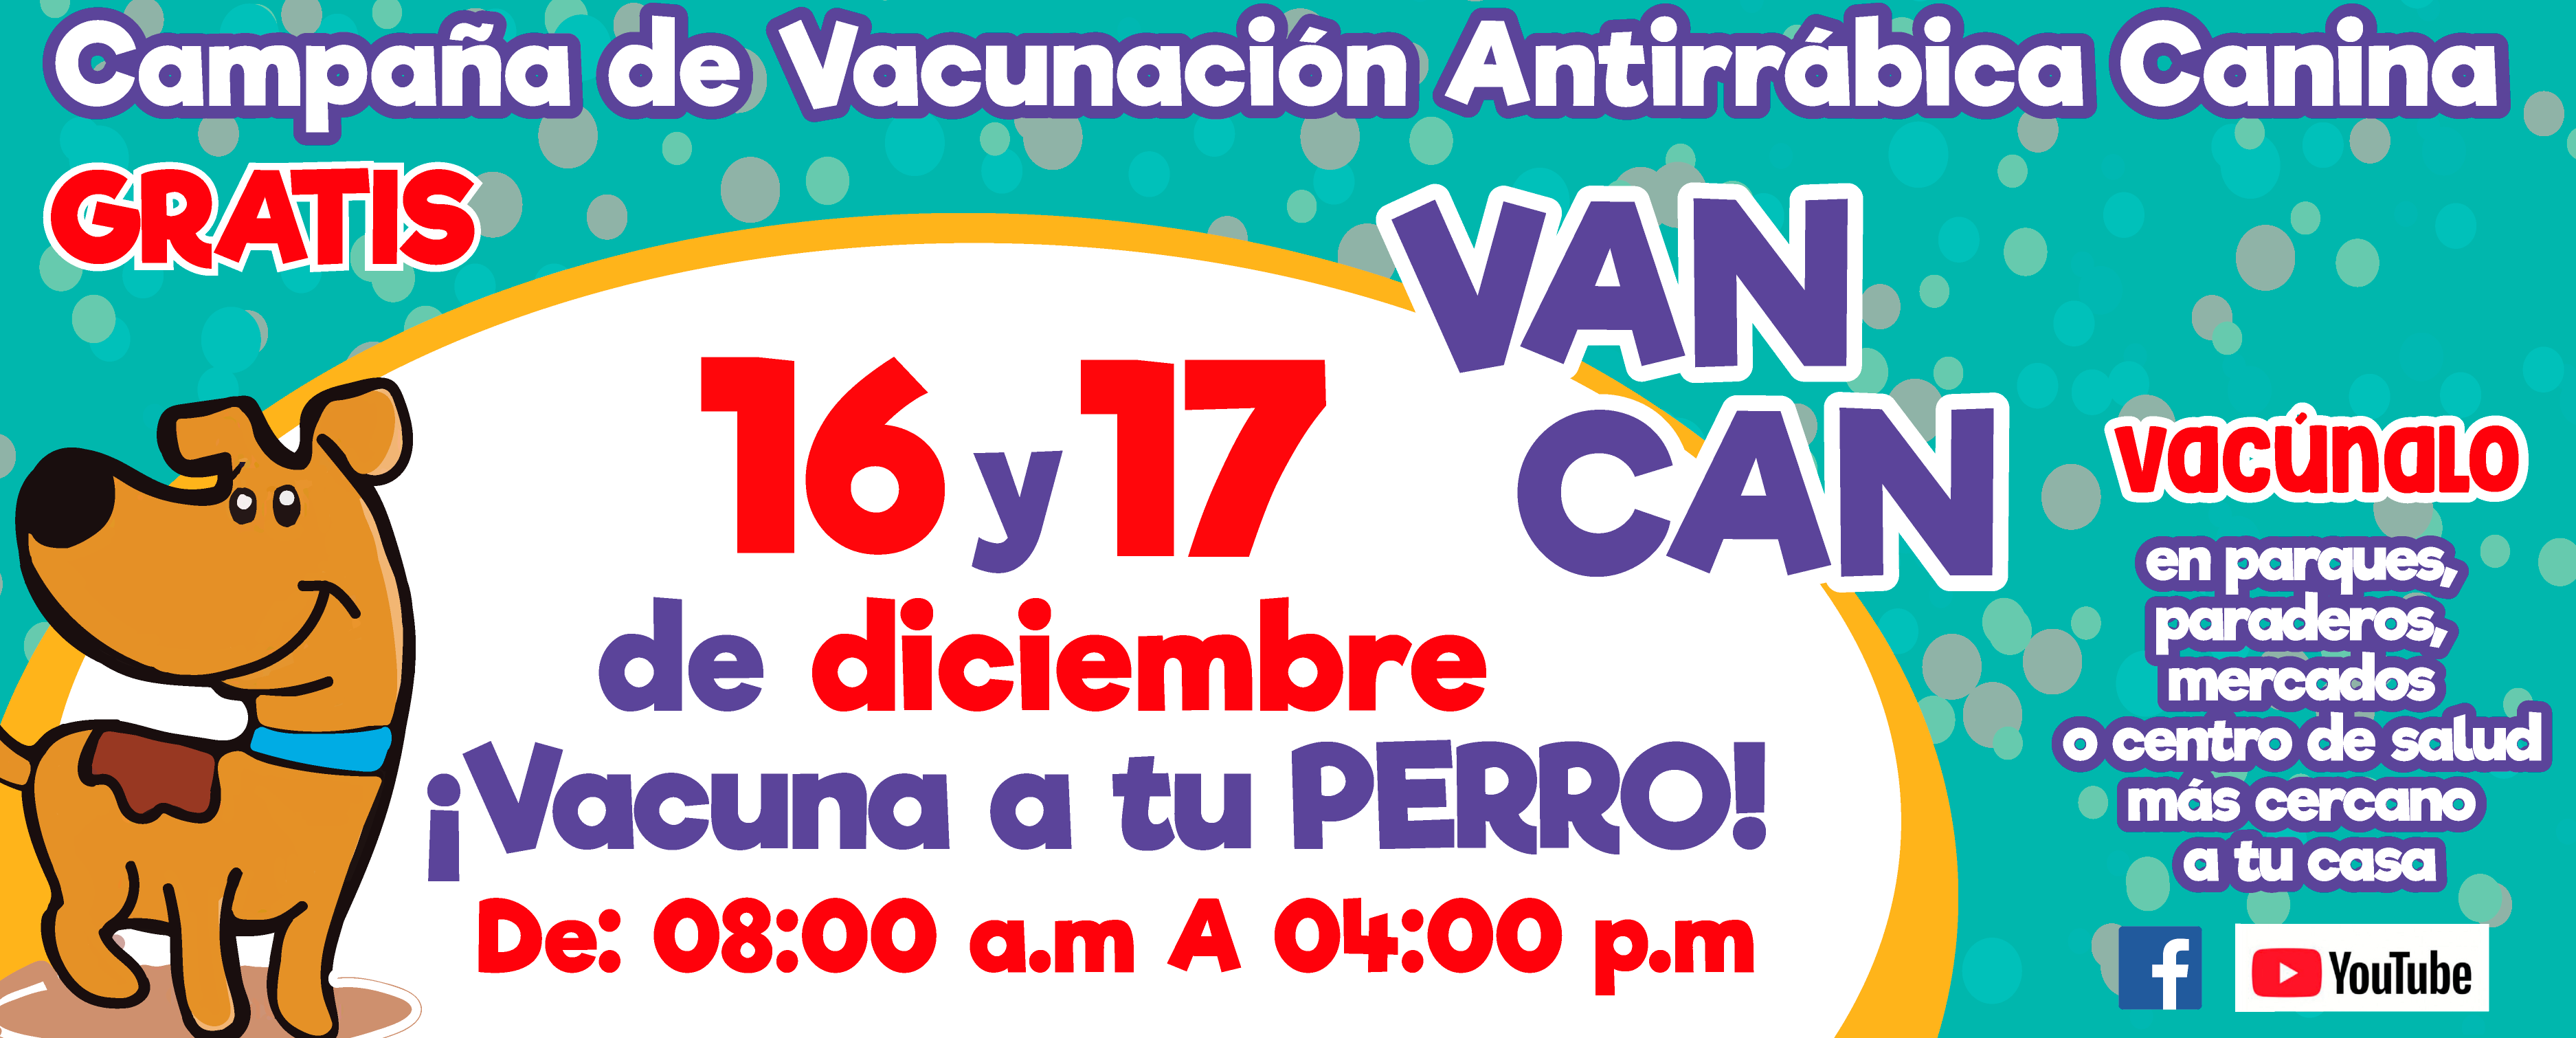 Campaña de Vacunación Antirrábica Canina
GRATIS
VAN
CAN
16 y 17
de diciembre
¡Vacuna a tu PERRO!
De: 08:00 a.m A 04:00 p.m
vacúnalo
en parques,
paraderos,
mercados
o centro de salud
más cercano
a tu casa
f YouTube